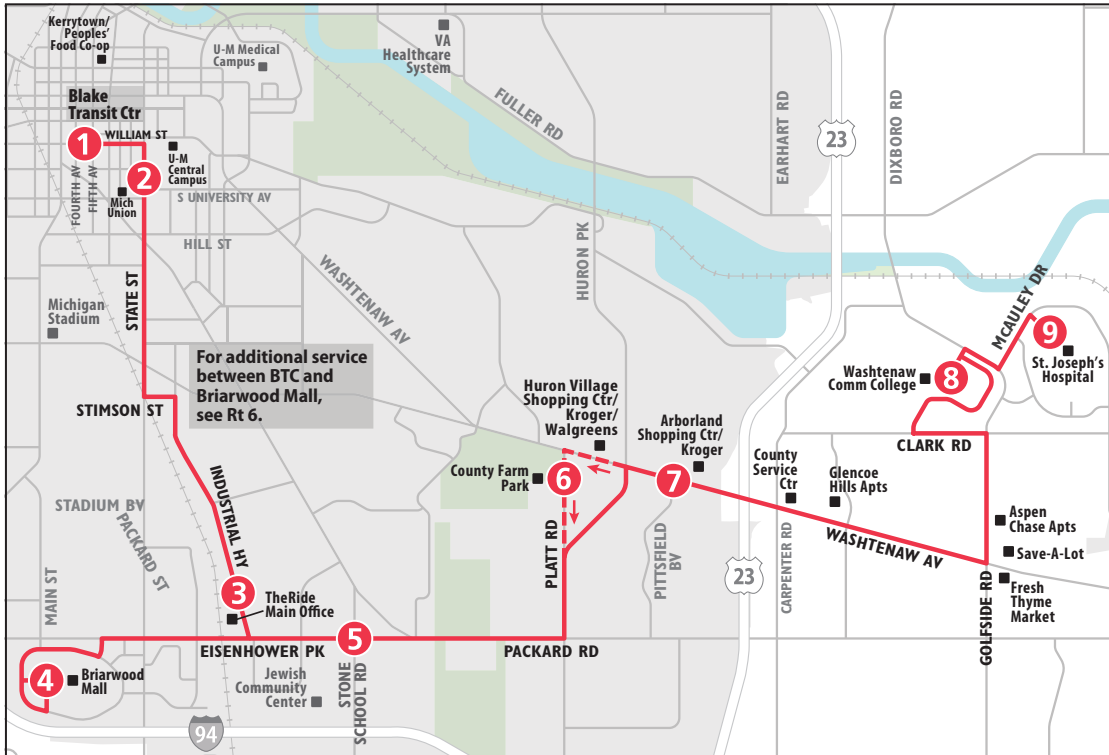 Kerrytown/
Peoples'
Food Co-op
U-M Medical
Campus
VA
Healthcare
System
Blake
Transit Ctr
WILLIAM ST
1
2
U-M
Central
Campus
Mich
Union
FOURTH AV
FIFTH AV
S UNIVERSITY AV
HILL ST
STATE ST
Michigan
Stadium
WASHTENAW AV
FULLER RD
HURON PK
EARHART RD
23
DIXBORO RD
MCAULEY DR
9
St. Joseph's
Hospital
8
Washtenaw
Comm College
CLARK RD
For additional service
between BTC and
Briarwood Mall,
see Rt 6.
STIMSON ST
Huron Village
Shopping Ctr/
Kroger/
Walgreens
Arborland
Shopping Ctr/
Kroger
County Farm
Park
6
7
County
Service
Ctr
Glencoe
Hills Apts
Aspen
Chase Apts
Save-A-Lot
Fresh
Thyme
Market
WASHTENAW AV
GOLFSIDE RD
CARPENTER RD
23
PITTSFIELD
BV
PLATT RD
STADIUM BV
PACKARD ST
INDUSTRIAL HY
MAIN ST
3
TheRide
Main Office
5
EISENHOWER PK
PACKARD RD
STONE
SCHOOL RD
Jewish
Community
Center
4
Briarwood
Mall
94